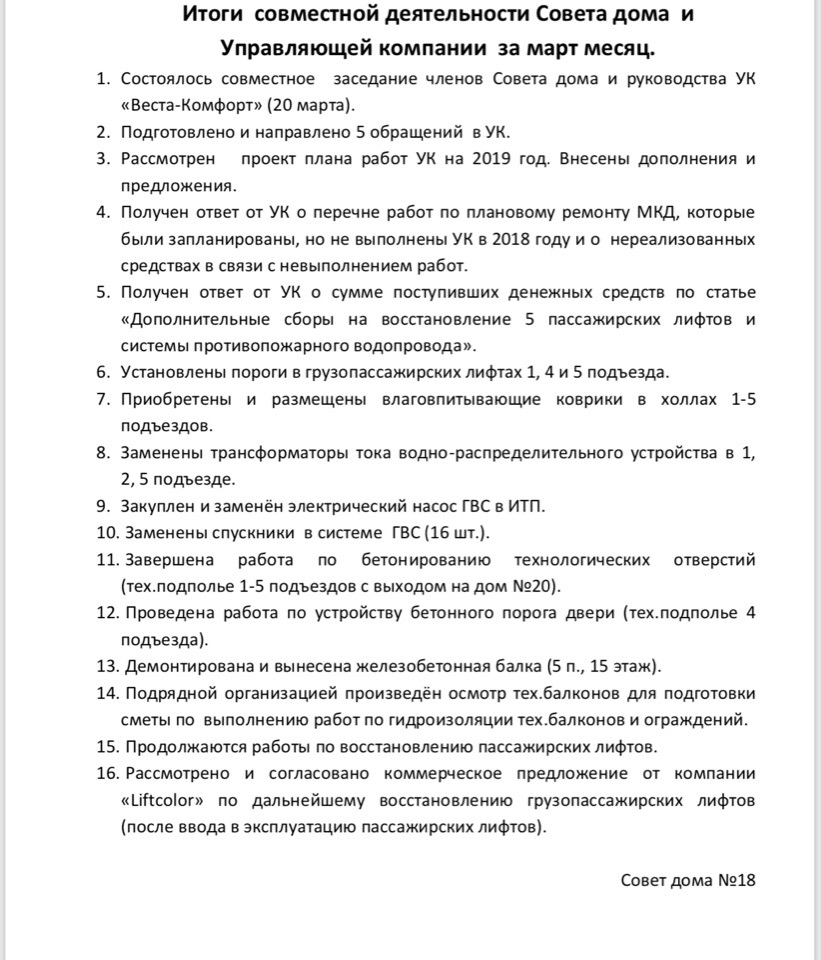 Итоги совместной деятельности Совета дома и
Управляющей компании за март месяц.
1. Состоялось совместное заседание членов Совета дома и руководства УК
«Веста-Комфорт» (20 марта).
2. Подготовлено и направлено 5 обращений в УК.
3. Рассмотрен проект плана работ УК на 2019 год. Внесены дополнения и
предложения.
4. Получен ответ от УК о перечне работ по плановому ремонту МКД, которые
были запланированы, но не выполнены УК в 2018 году и о нереализованных
средствах в связи с невыполнением работ.
5. Получен ответ от УК о сумме поступивших денежных средств по статье
«Дополнительные сборы на восстановление 5 пассажирских лифтов и
системы противопожарного водопровода».
6. Установлены пороги в грузопассажирских лифтах 1, 4 и 5 подъезда.
7. Приобретены и размещены влаговпитывающие коврики в холлах 1-5
подъездов.
8. Заменены трансформаторы тока водно-распределительного устройства в 1,
2, 5 подъезде.
9. Закуплен и заменён электрический насос ГВС в ИТП.
10. Заменены спускники в системе ГВС (16 шт.).
11. Завершена работа по бетонированию технологических отверстий
(тех.подполье 1-5 подъездов с выходом на дом №20).
12. Проведена работа по устройству бетонного порога двери (тех.подполье 4
подъезда).
13. Демонтирована и вынесена железобетонная балка (5 п., 15 этаж).
14. Подрядной организацией произведён осмотр тех.балконов для подготовки
сметы по выполнению работ по гидроизоляции тех.балконов и ограждений.
15. Продолжаются работы по восстановлению пассажирских лифтов.
16. Рассмотрено и согласовано коммерческое предложение от компании
«Liftcolor» по дальнейшему восстановлению грузопассажирских лифтов
(после ввода в эксплуатацию пассажирских лифтов).
Совет дома №18